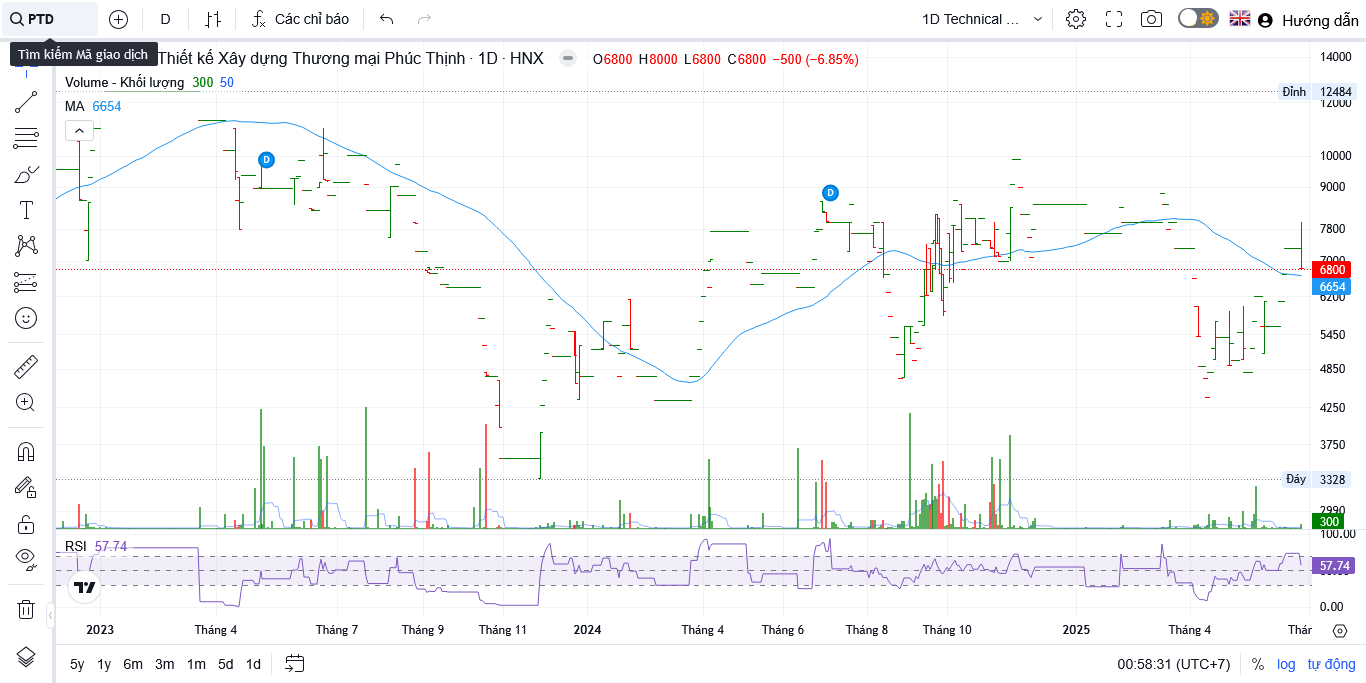 PTD
D
Các chỉ báo
1D Technical ...
Hướng dẫn
Tìm kiếm Mã giao dịch
Thiết kế Xây dựng Thương mại Phúc Thịnh · 1D · HNX
O6800 H8000 L6800 C6800 −500 (−6.85%)
Volume - Khối lượng 300 50
MA 6654
14000
Đỉnh 12484
12000
10000
9000
7800
7000
6800
6654
6200
5450
4850
4250
3750
Đáy 3328
2990
300
D
D
RSI 57.74
100.00
57.74
0.00
2023
Tháng 4
Tháng 7
Tháng 9
Tháng 11
2024
Tháng 4
Tháng 6
Tháng 8
Tháng 10
2025
Tháng 4
Thár
5y 1y 6m 3m 1m 5d 1d
00:58:31 (UTC+7)
% log tự động